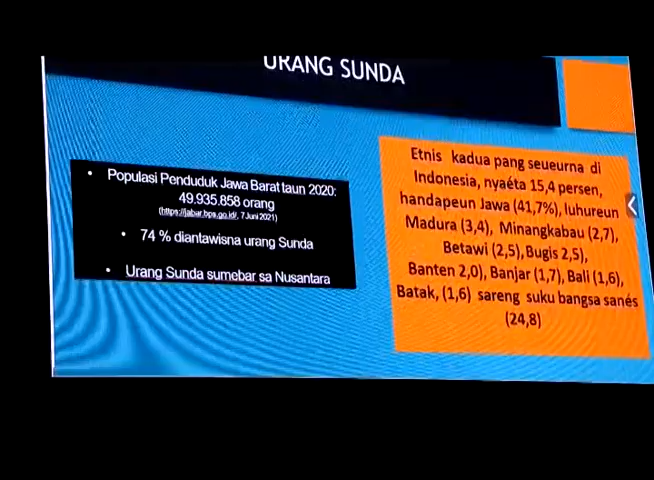 URANG SUNDA
• Populasi Penduduk Jawa Barat taun 2020:
49.935.858 orang
(https://jabar.bps.go.id/, 7 Juni 2021)
• 74 % diantawisna urang Sunda
• Urang Sunda sumebar sa Nusantara
Etnis kadua pang seueurna di
Indonesia, nyaéta 15,4 persen,
handapeun Jawa (41,7%), luhureun
Madura (3,4), Minangkabau (2,7),
Betawi (2,5), Bugis 2,5),
Banten 2,0), Banjar (1,7), Bali (1,6),
Batak, (1,6) sareng suku bangsa sanés
(24,8)